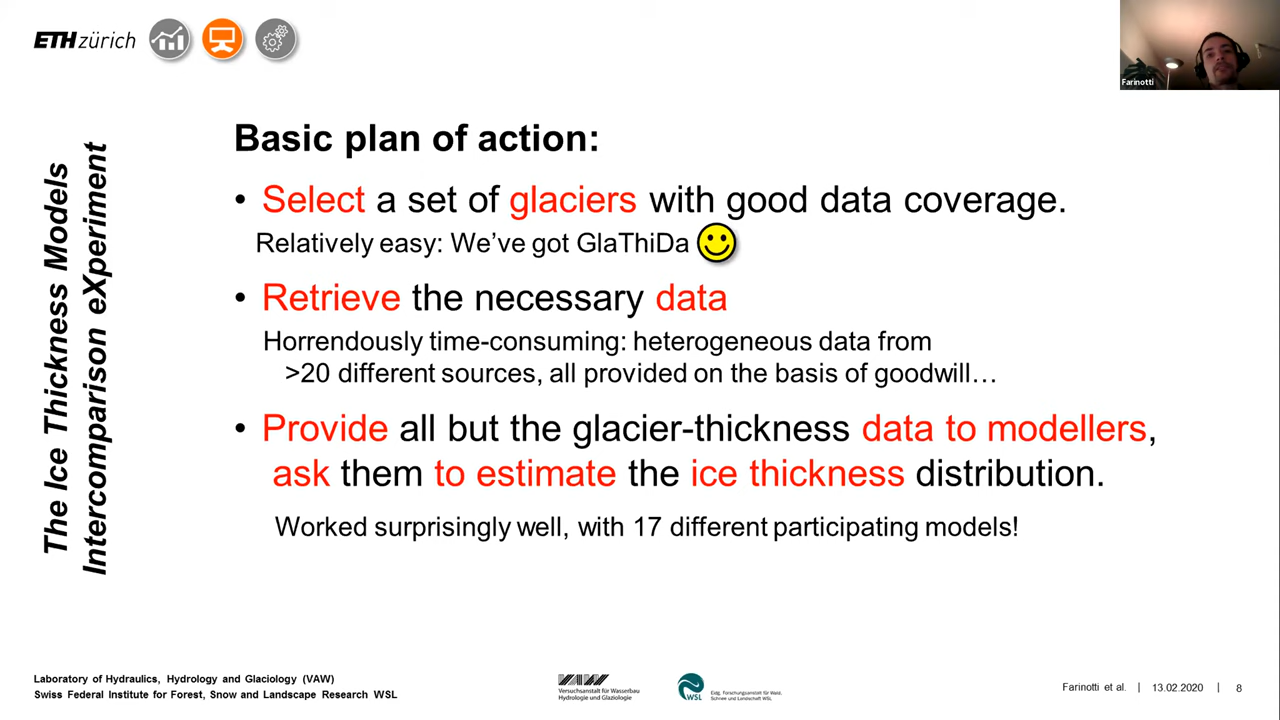 ETH zürich
Farinotti
The Ice Thickness Models
Intercomparison eXperiment
Basic plan of action:
• Select a set of glaciers with good data coverage.
Relatively easy: We've got GlaThiDa
• Retrieve the necessary data
Horrendously time-consuming: heterogeneous data from
>20 different sources, all provided on the basis of goodwill…
• Provide all but the glacier-thickness data to modellers,
ask them to estimate the ice thickness distribution.
Worked surprisingly well, with 17 different participating models!
Laboratory of Hydraulics, Hydrology and Glaciology (VAW)
Swiss Federal Institute for Forest, Snow and Landscape Research WSL
VAW
Versuchsanstalt für Wasserbau
Hydrologie und Glaziologie
WSL
Eidg. Forschungsanstalt für Wald,
Schnee und Landschaft WSL
Farinotti et al. | 13.02.2020 | 8